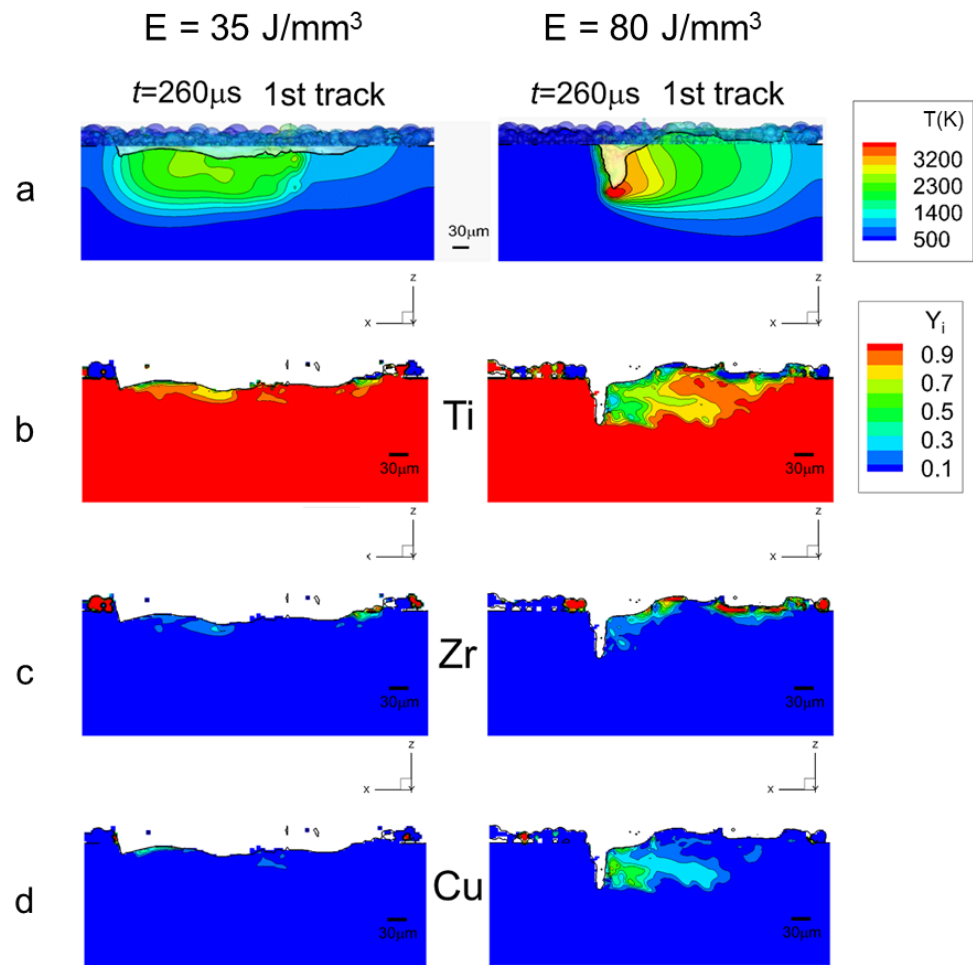 E = 35 J/mm³ E = 80 J/mm³
t=260μs 1st track t=260μs 1st track
T(K)
3200
2300
1400
500
a
30μm
z
x
z
x
Yi
0.9
0.7
0.5
0.3
0.1
b
Ti
30μm
30μm
z
x
z
x
c
Zr
30μm
30μm
z
x
z
x
d
Cu
30μm
30μm